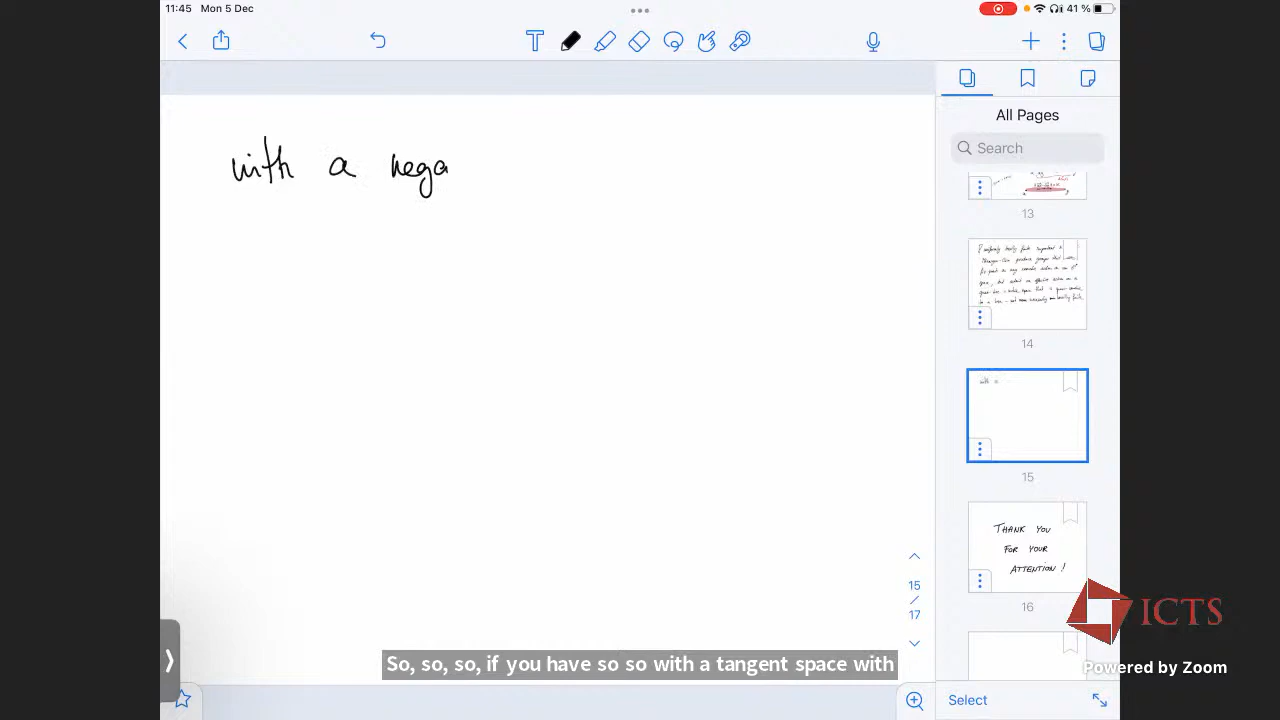 11:45 Mon 5 Dec
41 %
T
with a nega
All Pages
Search
13
14
with a
15
THANK YOU
FOR YOUR
ATTENTION!
16
15
17
ICTS
Powered by Zoom
So, so, so, if you have so so with a tangent space with
Select